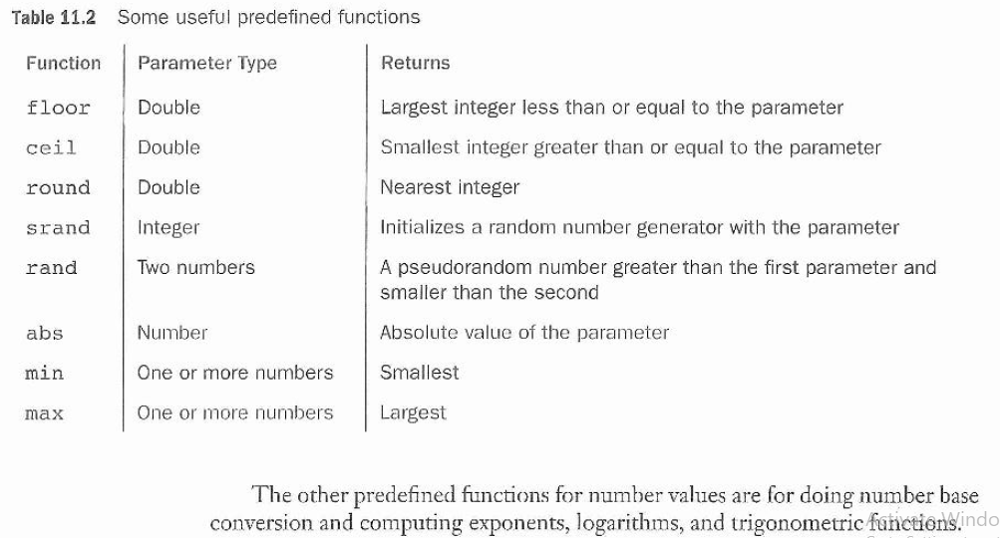 Table 11.2 Some useful predefined functions
Function Parameter Type Returns
floor Double Largest integer less than or equal to the parameter
ceil Double Smallest integer greater than or equal to the parameter
round Double Nearest integer
srand Integer Initializes a random number generator with the parameter
rand Two numbers A pseudorandom number greater than the first parameter and
smaller than the second
abs Number Absolute value of the parameter
min One or more numbers Smallest
max One or more numbers Largest
The other predefined functions for number values are for doing number base
conversion and computing exponents, logarithms, and trigonometric functions.
Activate Windo